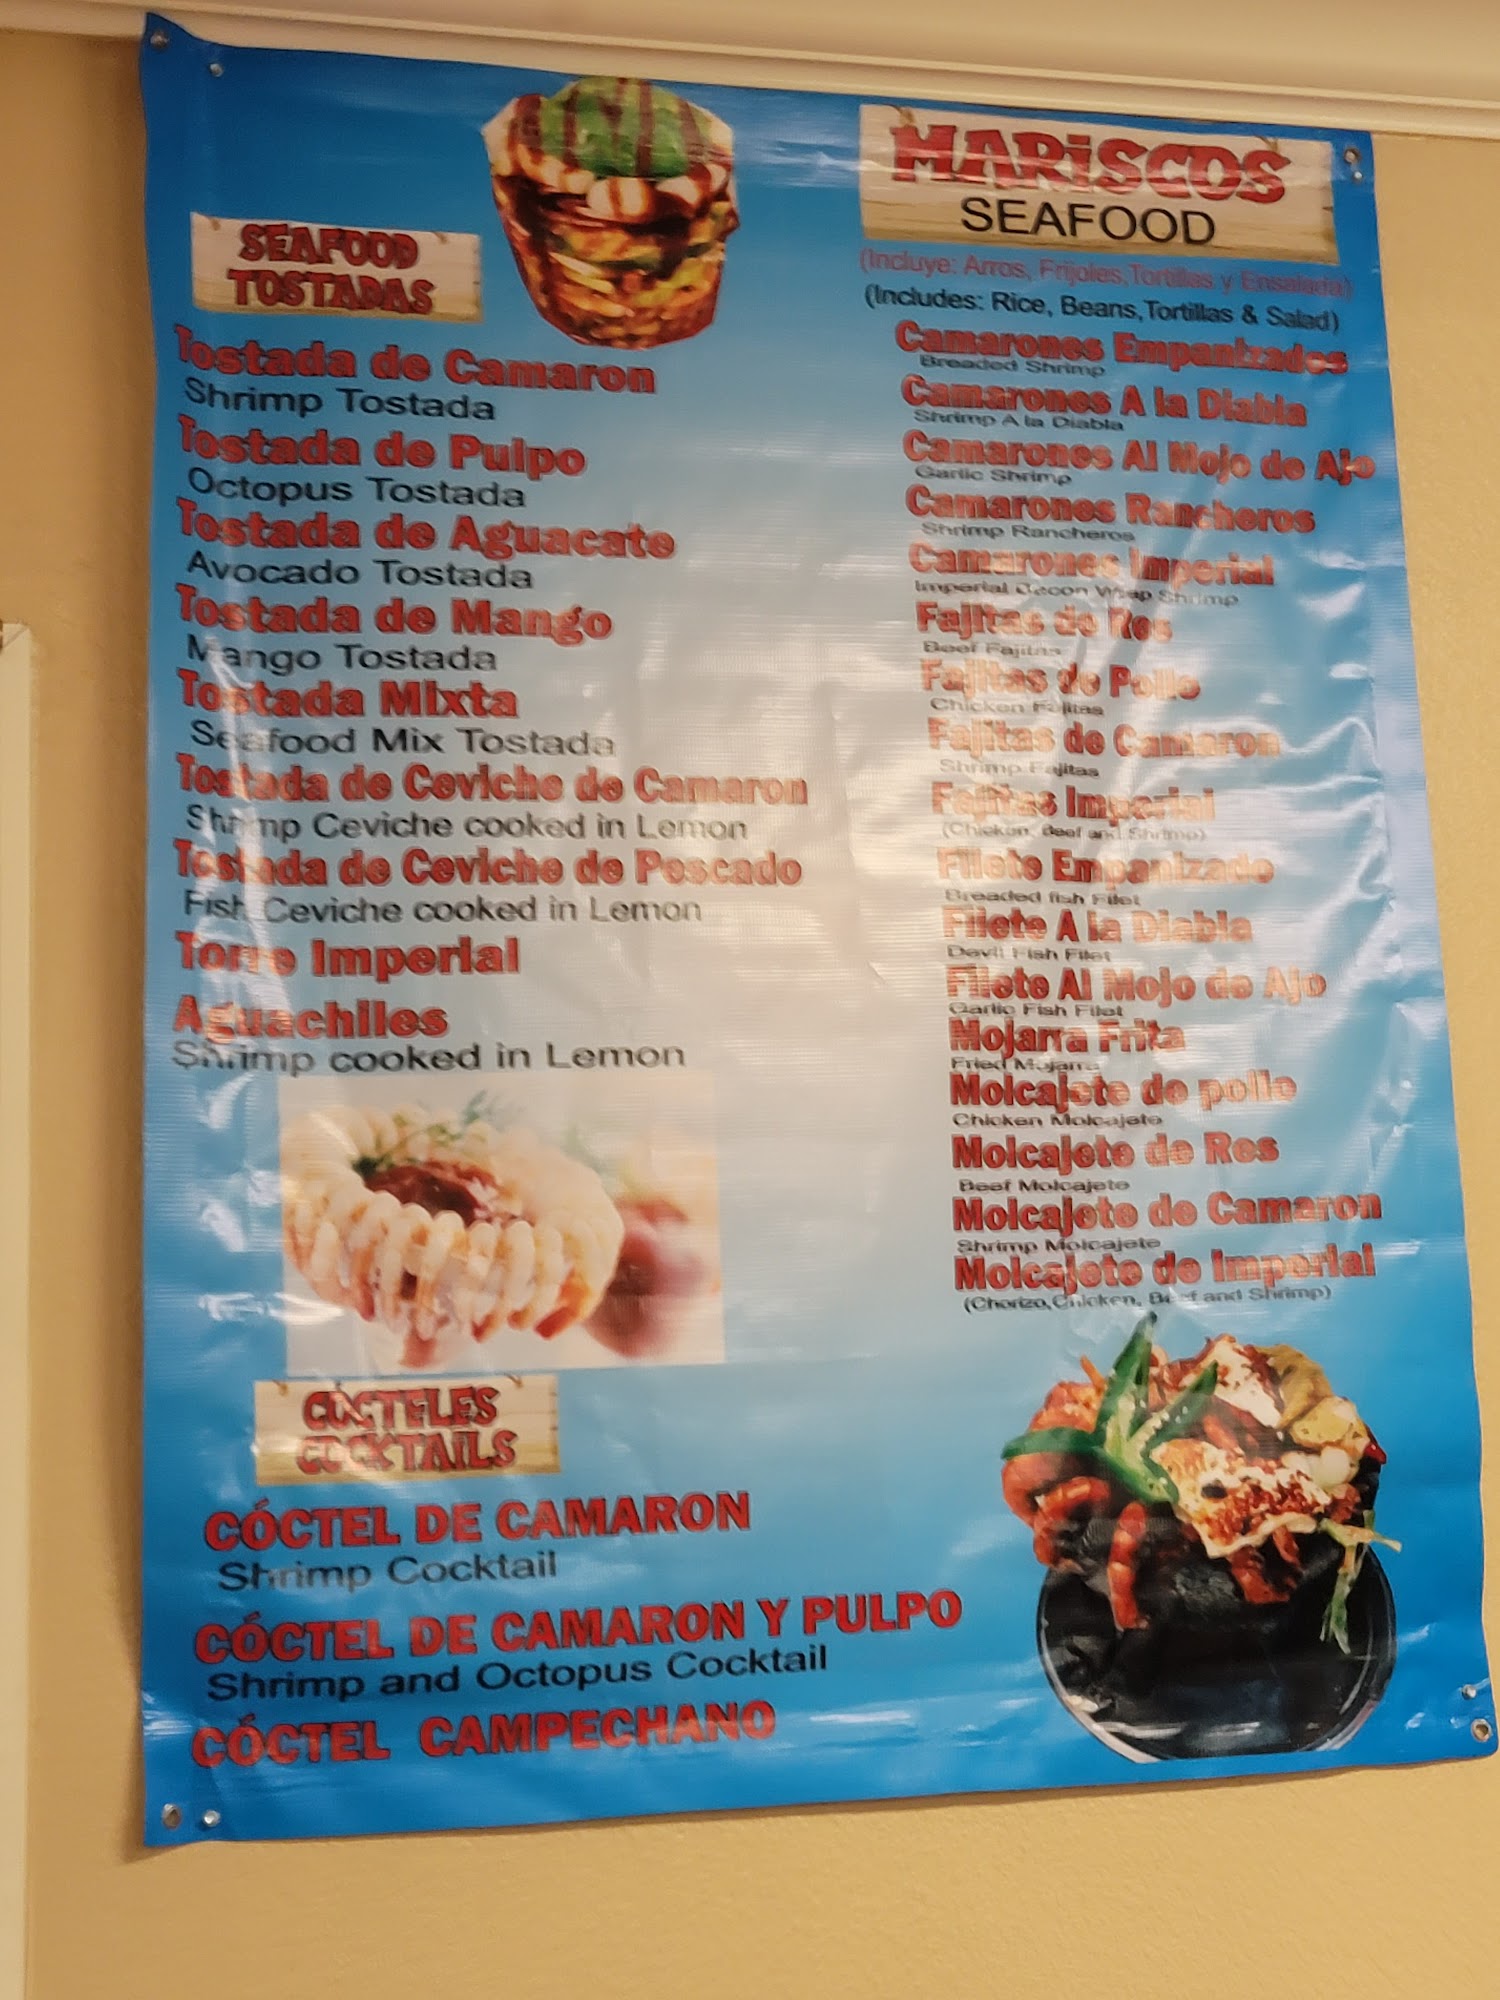 SEAFOOD
TOSTADAS
Tostada de Camaron
Shrimp Tostada
Tostada de Pulpo
Octopus Tostada
Tostada de Aguacate
Avocado Tostada
Tostada de Mango
Mango Tostada
Tostada Mixta
Seafood Mix Tostada
Tostada de Ceviche de Camaron
Shrimp Ceviche cooked in Lemon
Tostada de Ceviche de Pescado
Fish Ceviche cooked in Lemon
Torre Imperial
Aguachiles
Shrimp cooked in Lemon
CÓCTELES
COCKTAILS
CÓCTEL DE CAMARON
Shrimp Cocktail
CÓCTEL DE CAMARON Y PULPO
Shrimp and Octopus Cocktail
CÓCTEL CAMPECHANO
MARiSCOS
SEAFOOD
(Incluye: Arros, Frijoles,Tortillas y Ensalada)
(Includes: Rice, Beans,Tortillas & Salad)
Camarones Empanizados
Breaded Shrimp
Camarones A la Diabla
Shrimp A la Diabla
Camarones Al Mojo de Ajo
Garlic Shrimp
Camarones Rancheros
Shrimp Rancheros
Camarones Imperial
Imperial Bacon Wrap Shrimp
Fajitas de Res
Beef Fajitas
Fajitas de Pollo
Chicken Fajitas
Fajitas de Camaron
Shrimp Fajitas
Fajitas Imperial
(Chicken, Beef and Shrimp)
Filete Empanizado
Breaded fish Filet
Filete A la Diabla
Devil Fish Filet
Filete Al Mojo de Ajo
Garlic Fish Filet
Mojarra Frita
Fried Mojarra
Molcajete de pollo
Chicken Molcajete
Molcajete de Res
Beef Molcajete
Molcajete de Camaron
Shrimp Molcajete
Molcajete de Imperial
(Chorizo,Chicken, Beef and Shrimp)